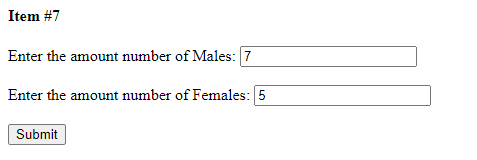 Item #7
Enter the amount number of Males: 7
Enter the amount number of Females: 5
Submit